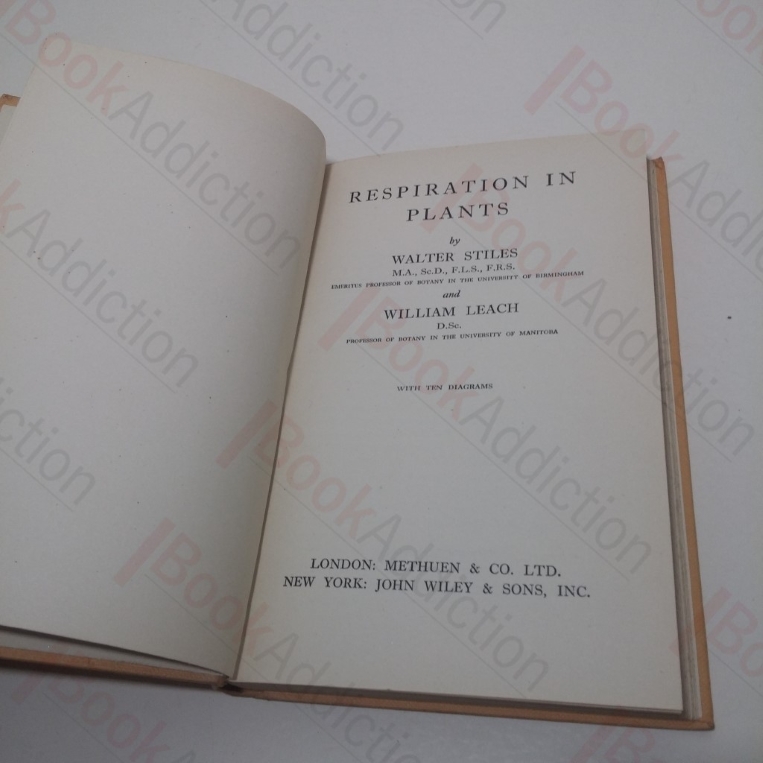 RESPIRATION IN
PLANTS
by
WALTER STILES
M.A., Sc.D., F.L.S., F.R.S.
EMERITUS PROFESSOR OF BOTANY IN THE UNIVERSITY OF BIRMINGHAM
and
WILLIAM LEACH
D.Sc.
PROFESSOR OF BOTANY IN THE UNIVERSITY OF MANITOBA
WITH TEN DIAGRAMS
LONDON: METHUEN & CO. LTD.
NEW YORK: JOHN WILEY & SONS, INC.
BookAddiction